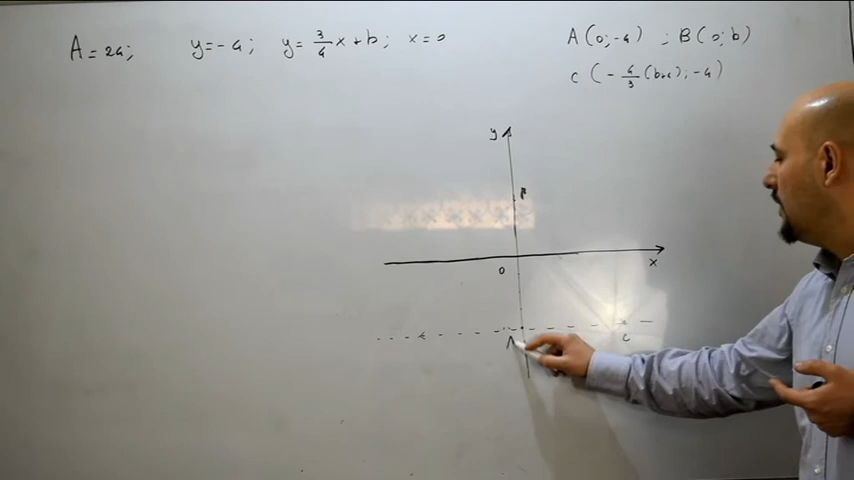 A = 24; y = -4; y = 3/4 x + b; x = 0
A(0; -4) ; B(0; b)
C (- 4/3 (b+4); -4)
y
B
x
0
A
C